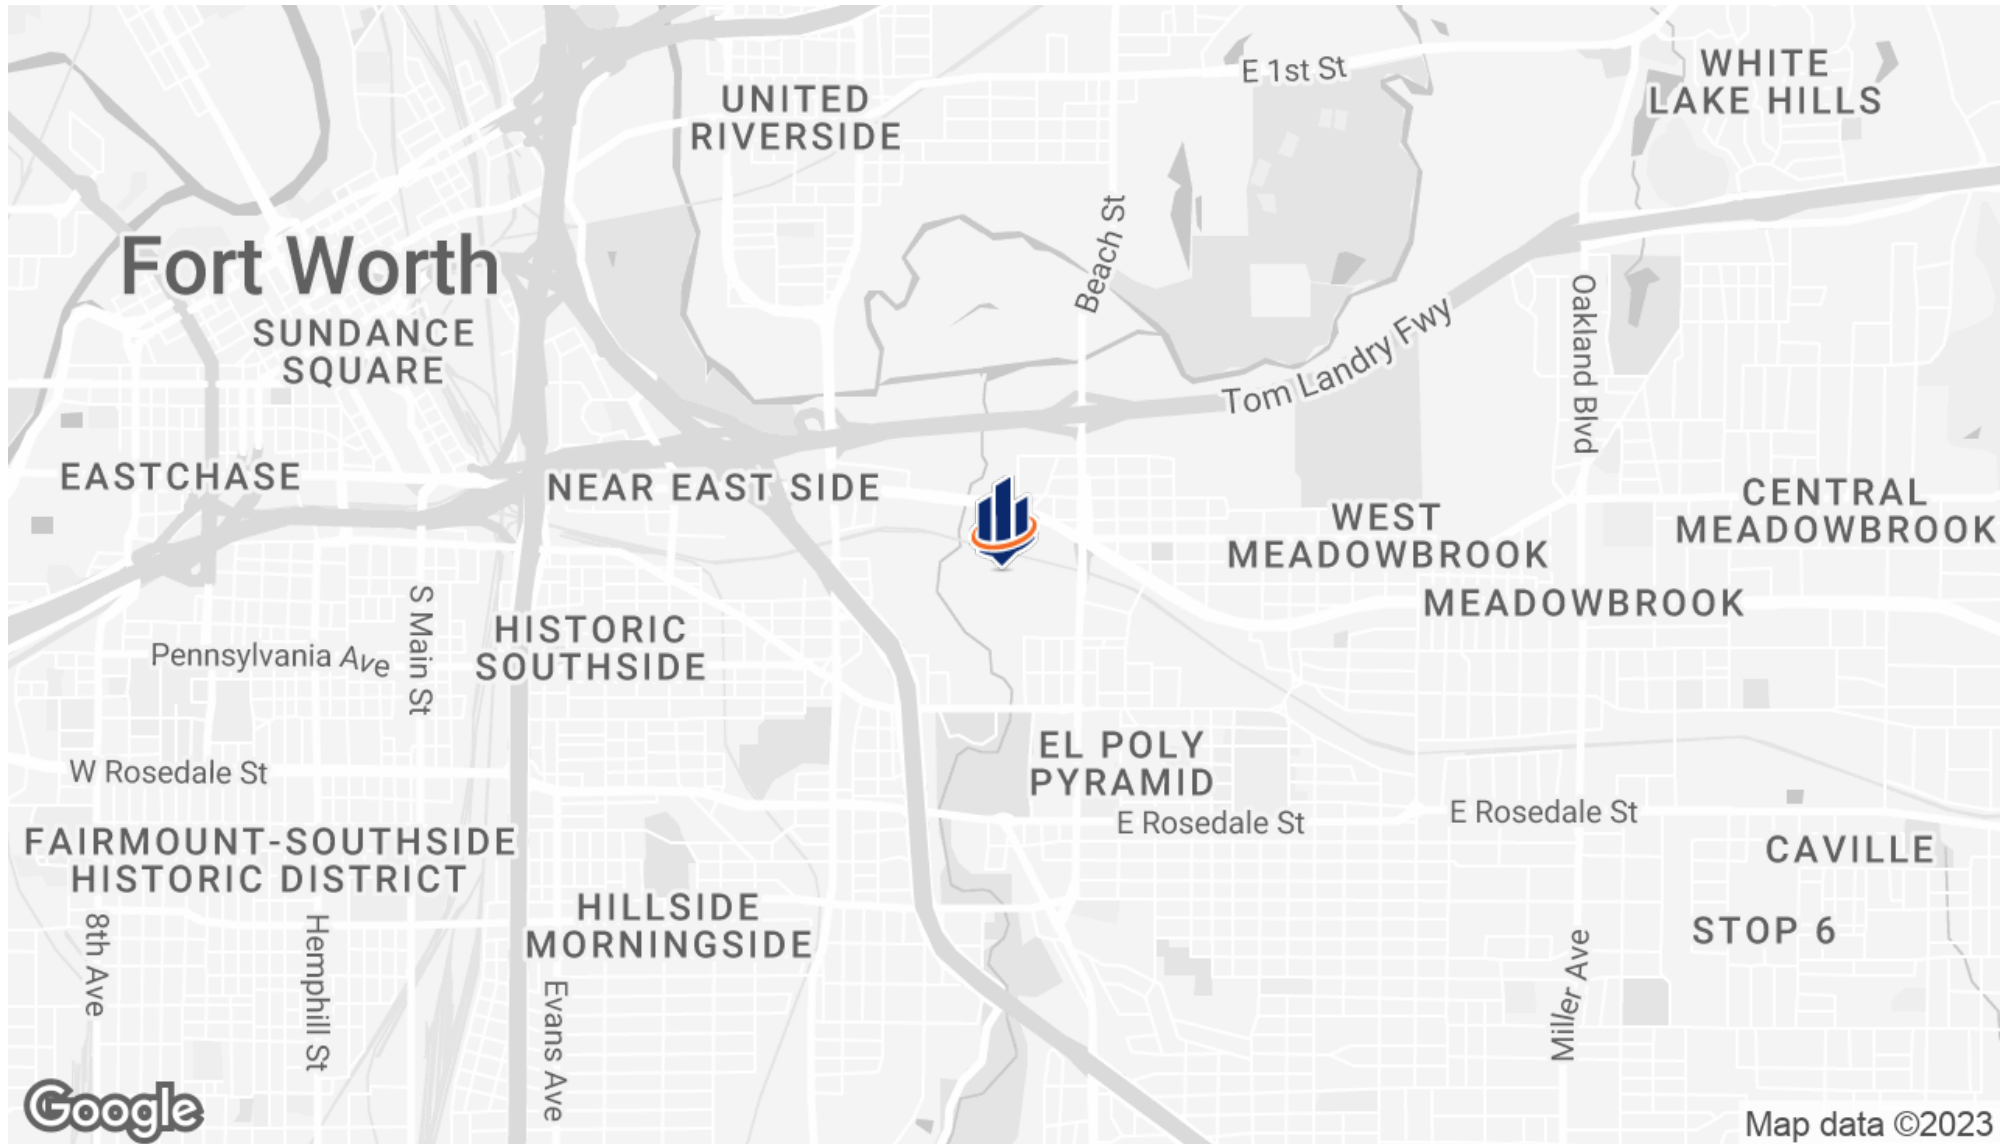 E 1st St
WHITE
LAKE HILLS
UNITED
RIVERSIDE
Beach St
Fort Worth
SUNDANCE
SQUARE
Oakland Blvd
Tom Landry Fwy
EASTCHASE
NEAR EAST SIDE
WEST
MEADOWBROOK
CENTRAL
MEADOWBROOK
MEADOWBROOK
S Main St
HISTORIC
SOUTHSIDE
Pennsylvania Ave
EL POLY
PYRAMID
W Rosedale St
E Rosedale St
E Rosedale St
FAIRMOUNT-SOUTHSIDE
HISTORIC DISTRICT
CAVILLE
HILLSIDE
MORNINGSIDE
STOP 6
8th Ave
Hemphill St
Evans Ave
Miller Ave
Google
Map data ©2023